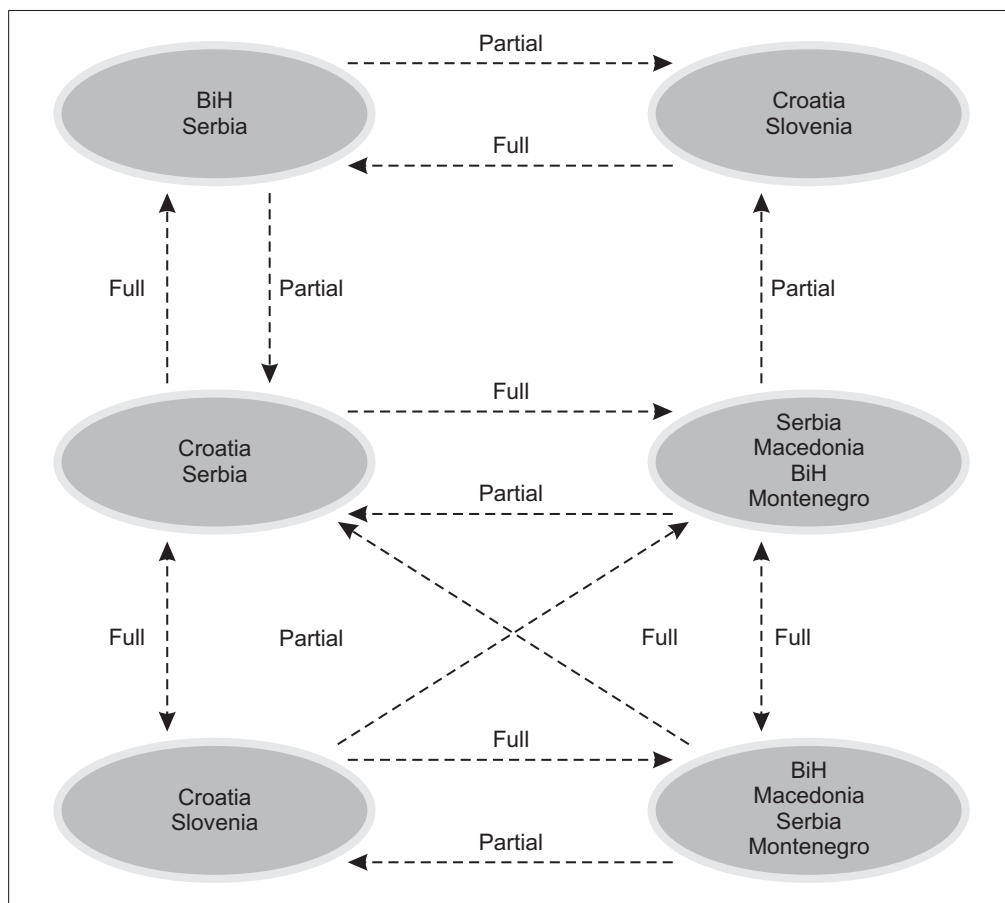 Partial
BiH
Serbia
Croatia
Slovenia
Full
Full
Partial
Partial
Full
Croatia
Serbia
Serbia
Macedonia
BiH
Montenegro
Partial
Full
Partial
Full
Full
Full
Croatia
Slovenia
BiH
Macedonia
Serbia
Montenegro
Partial